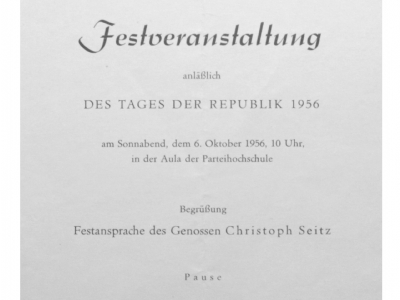 Festveranstaltung
anläßlich
DES TAGES DER REPUBLIK 1956
am Sonnabend, dem 6. Oktober 1956, 10 Uhr,
in der Aula der Parteihochschule
Begrüßung
Festansprache des Genossen Christoph Seitz
Pause